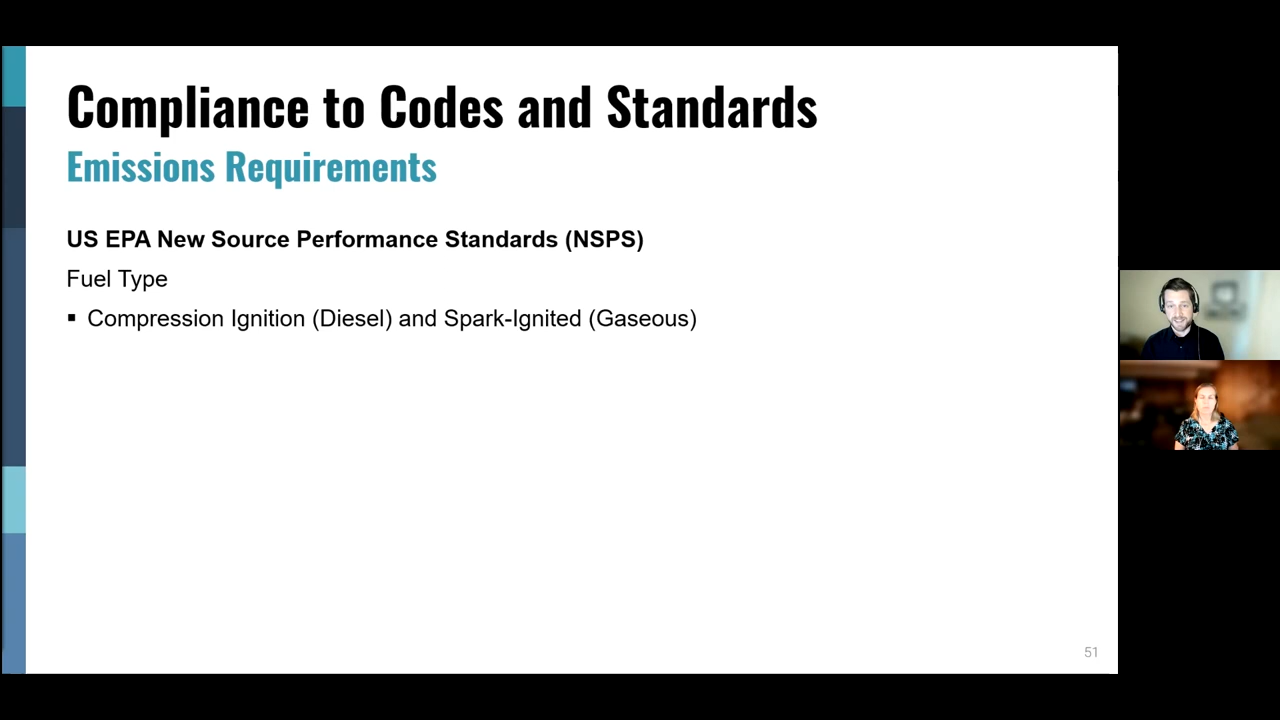 Compliance to Codes and Standards
Emissions Requirements
US EPA New Source Performance Standards (NSPS)
Fuel Type
▪ Compression Ignition (Diesel) and Spark-Ignited (Gaseous)
51